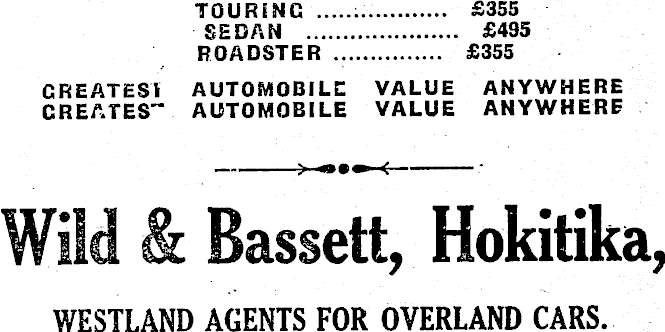 TOURING .................. £355
SEDAN ..................... £495
ROADSTER ............... £355
GREATEST AUTOMOBILE VALUE ANYWHERE
GREATEST AUTOMOBILE VALUE ANYWHERE
Wild & Bassett, Hokitika,
WESTLAND AGENTS FOR OVERLAND CARS.